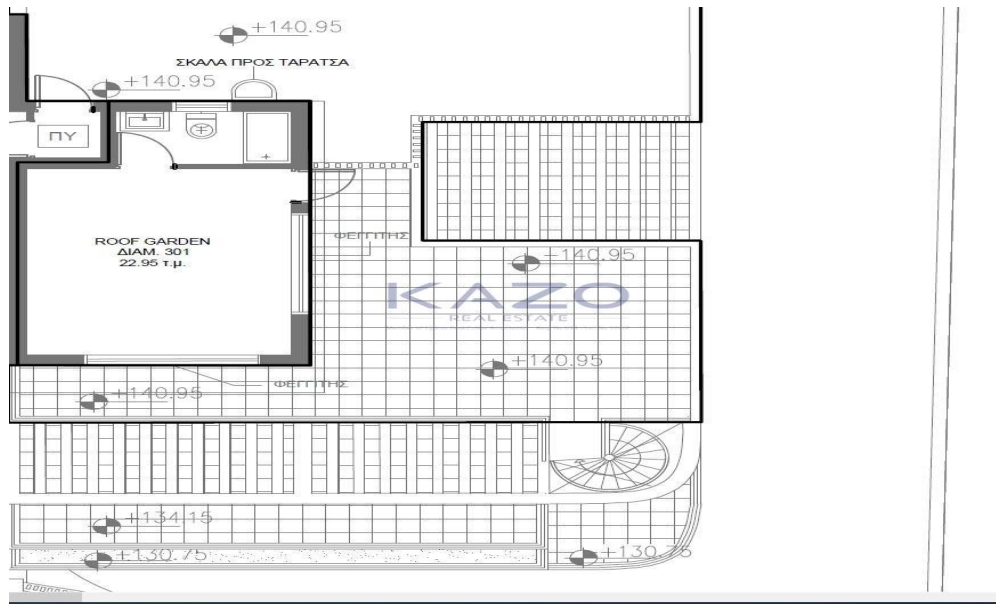 +140.95
ΣΚΑΛΑ ΠΡΟΣ ΤΑΡΑΤΣΑ
+140.95
ΠΥ
ROOF GARDEN
ΔΙΑΜ. 301
22.95 τ.μ.
ΦΕΓΓΙΤΗΣ
+140.95
KAZO
REAL ESTATE
+140.95
ΦΕΓΓΙΤΗΣ
+140.95
+134.15
+130.75
+130.75